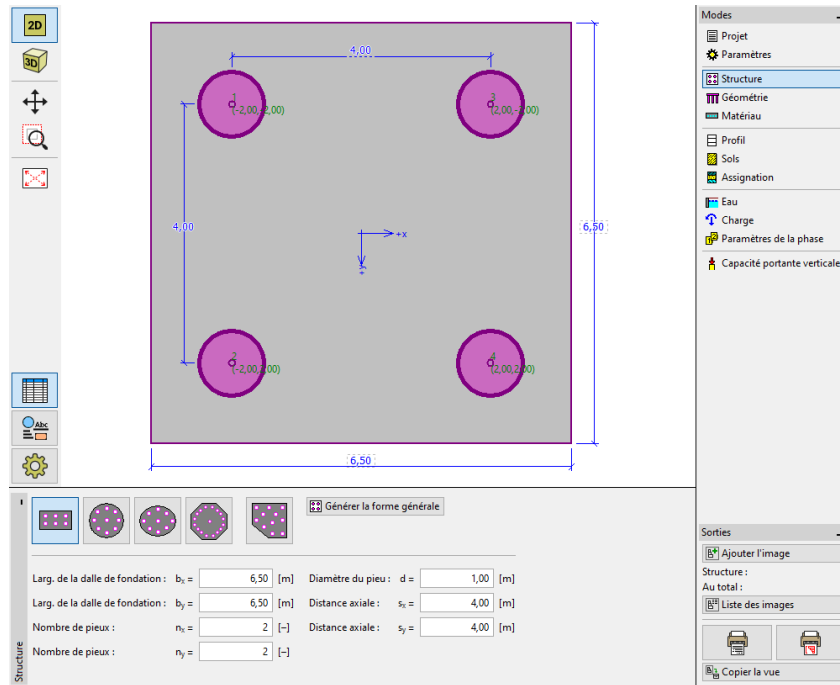 2D
3D
Abc
4,00
1
(-2,00,-2,00)
3
(2,00,-2,00)
4,00
+x
+y
6,50
2
(-2,00,2,00)
4
(2,00,2,00)
6,50
Modes
Projet
Paramètres
Structure
Géométrie
Matériau
Profil
Sols
Assignation
Eau
Charge
Paramètres de la phase
Capacité portante verticale
Structure
Générer la forme générale
Larg. de la dalle de fondation : bx = 6,50 [m] Diamètre du pieu : d = 1,00 [m]
Larg. de la dalle de fondation : by = 6,50 [m] Distance axiale : sx = 4,00 [m]
Nombre de pieux : nx = 2 [–] Distance axiale : sy = 4,00 [m]
Nombre de pieux : ny = 2 [–]
Sorties
Ajouter l'image
Structure :
Au total :
Liste des images
Copier la vue